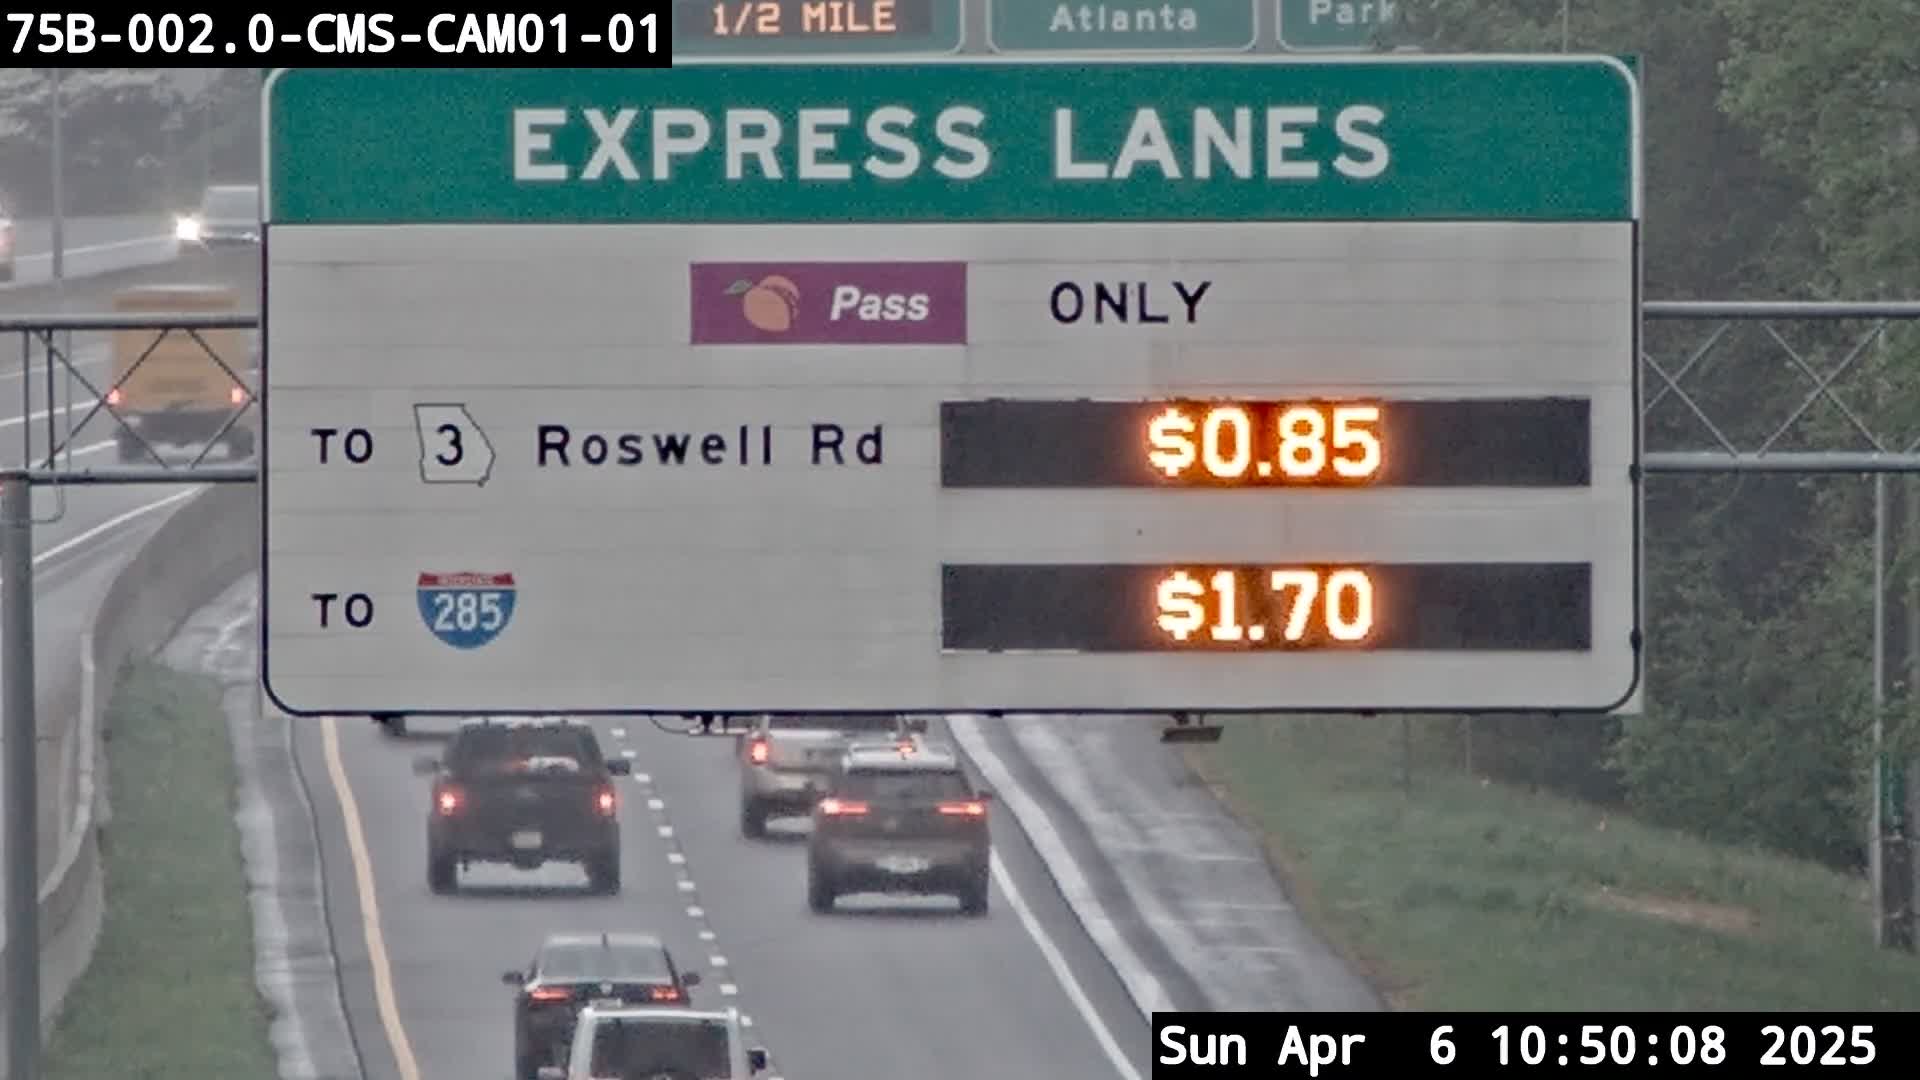 75B-002.0-CMS-CAM01-01
1/2 MILE
Atlanta
Park
EXPRESS LANES
Pass ONLY
TO 3 Roswell Rd $0.85
TO 285 $1.70
Sun Apr 6 10:50:08 2025